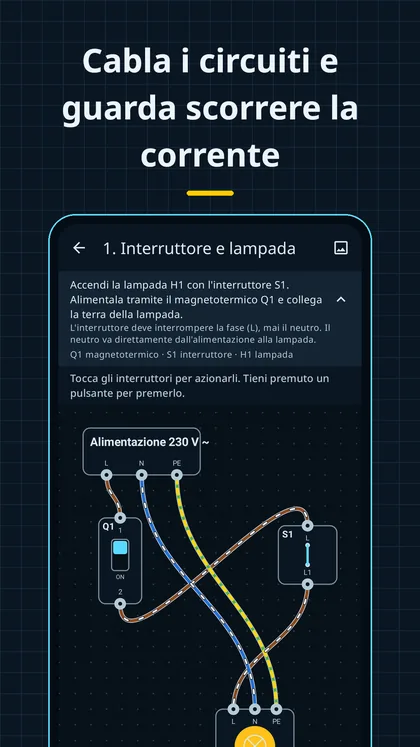 Cabla i circuiti e
guarda scorrere la
corrente
1. Interruttore e lampada
Accendi la lampada H1 con l'interruttore S1.
Alimentala tramite il magnetotermico Q1 e collega
la terra della lampada.
L'interruttore deve interrompere la fase (L), mai il neutro. Il
neutro va direttamente dall'alimentazione alla lampada.
Q1 magnetotermico · S1 interruttore · H1 lampada
Tocca gli interruttori per azionarli. Tieni premuto un
pulsante per premerlo.
Alimentazione 230 V ~
L N PE
Q1 1
ON
2
S1 L
L1
L N PE